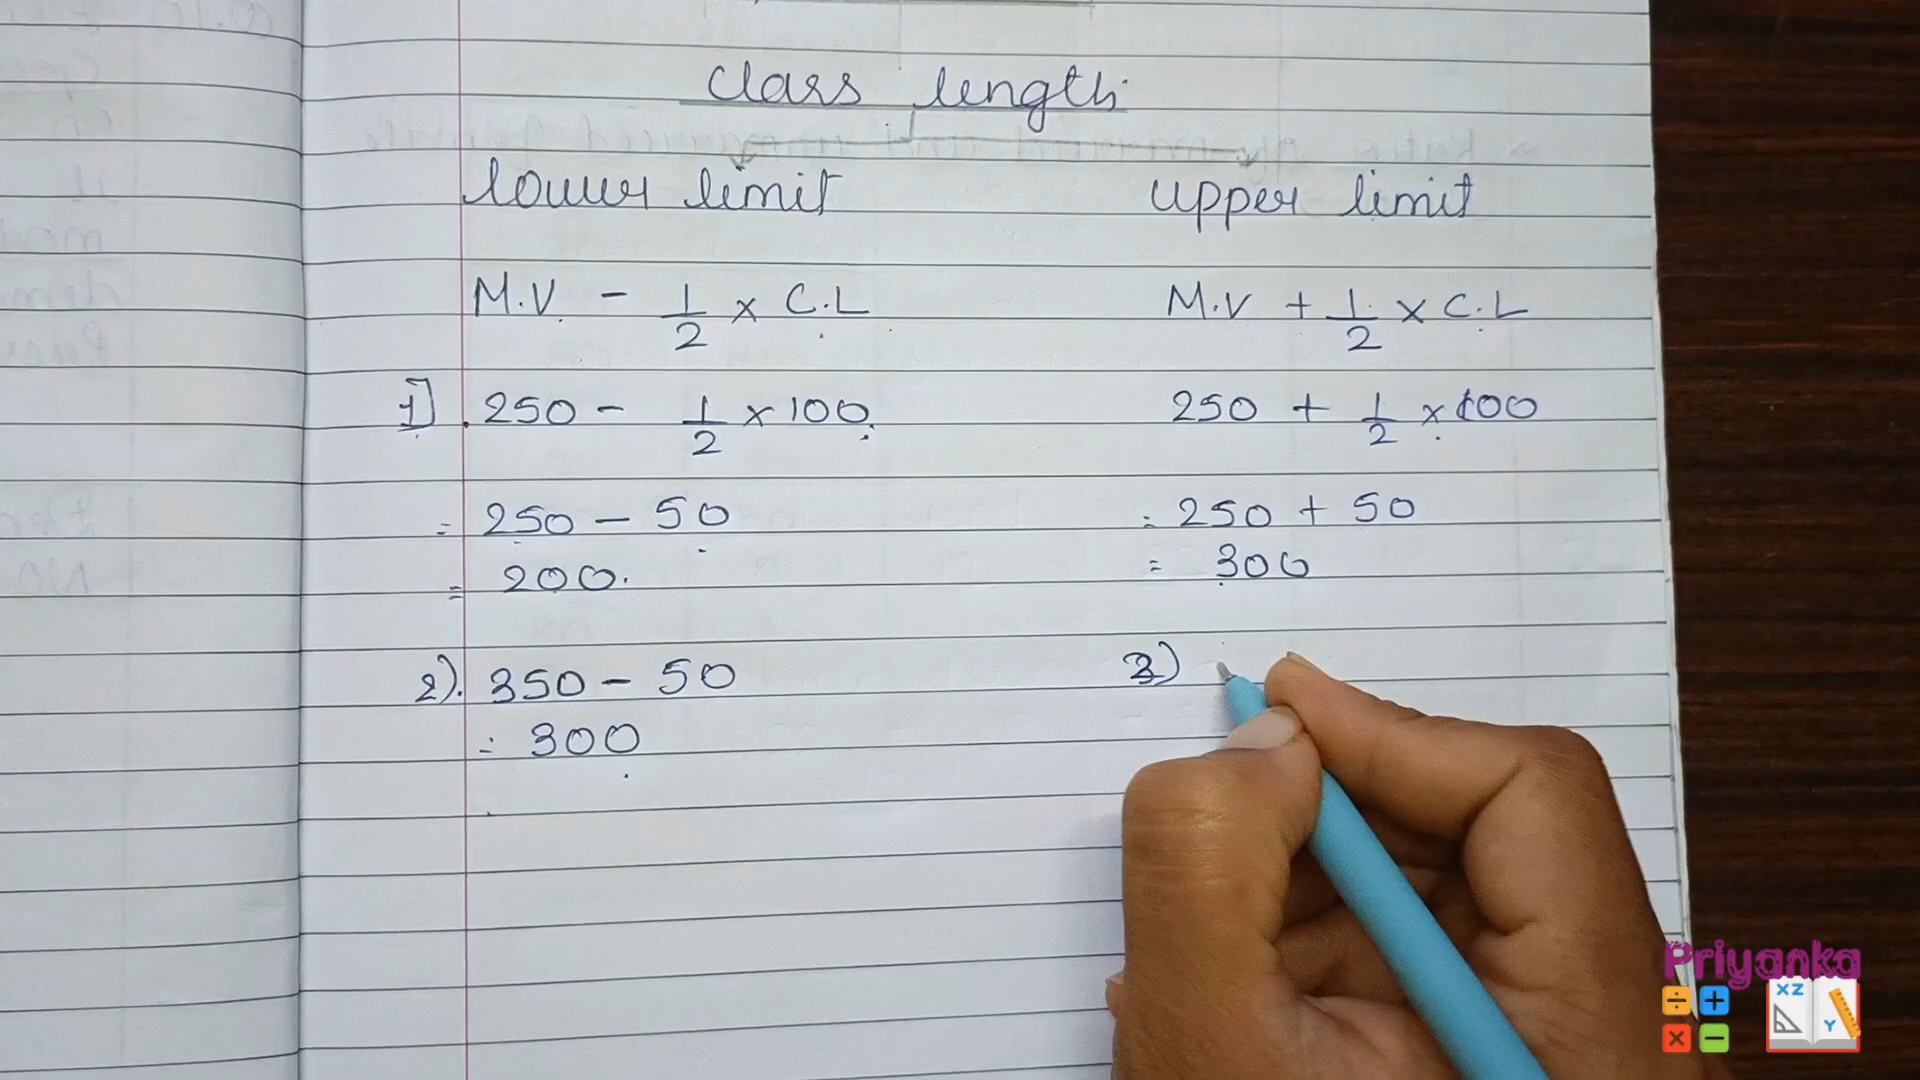 Class length
lower limit upper limit
M.V - 1/2 × C.L M.V + 1/2 × C.L
1] 250 - 1/2 × 100 250 + 1/2 × 100
= 250 - 50 = 250 + 50
= 200 = 300
2) 350 - 50
= 300
Priyanka
÷ +
× -
XZ
Y